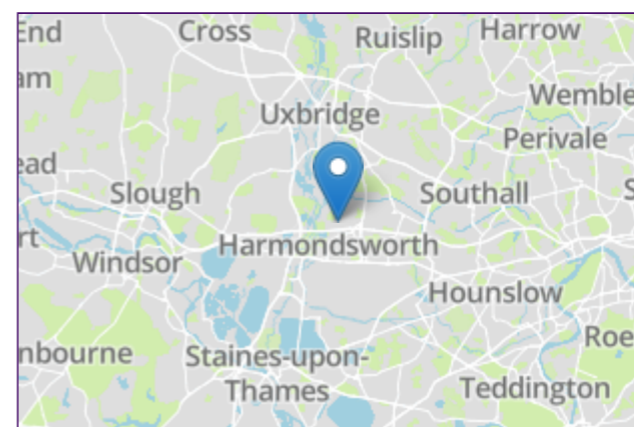 End
Cross
Ruislip
Harrow
am
Wemble
Uxbridge
Perivale
ead
Slough
Southall
S
rt
Harmondsworth
Windsor
Hounslow
nbourne
Staines-upon-
Thames
Roe
Teddington